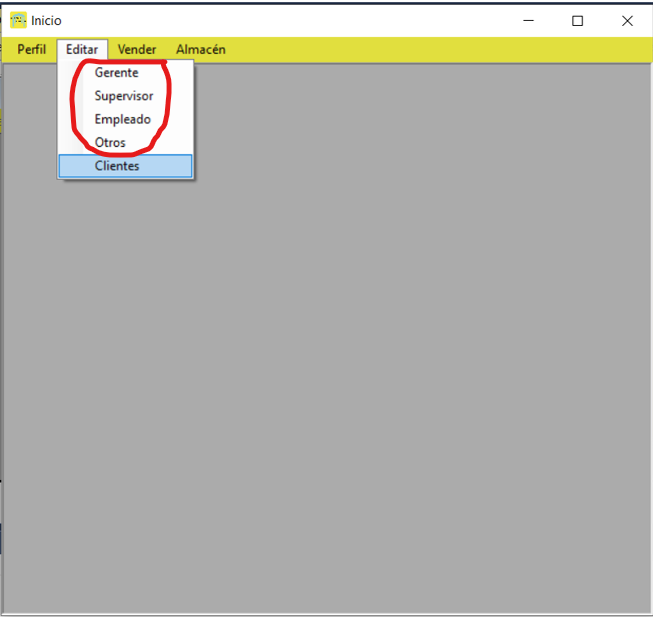 Inicio
Perfil Editar Vender Almacén
Gerente
Supervisor
Empleado
Otros
Clientes